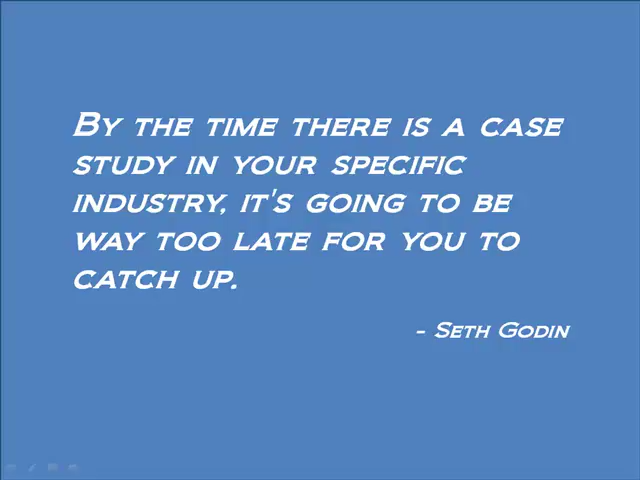 By the time there is a case
study in your specific
industry, it's going to be
way too late for you to
catch up.
- Seth Godin